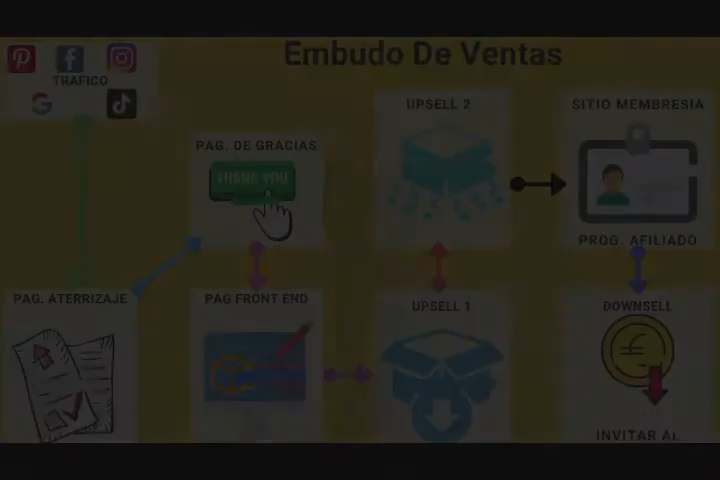 Embudo De Ventas
TRAFICO
PAG. DE GRACIAS
THANK YOU
UPSELL 2
SITIO MEMBRESIA
PROG. AFILIADO
PAG. ATERRIZAJE
PAG FRONT END
UPSELL 1
DOWNSELL
INVITAR AL